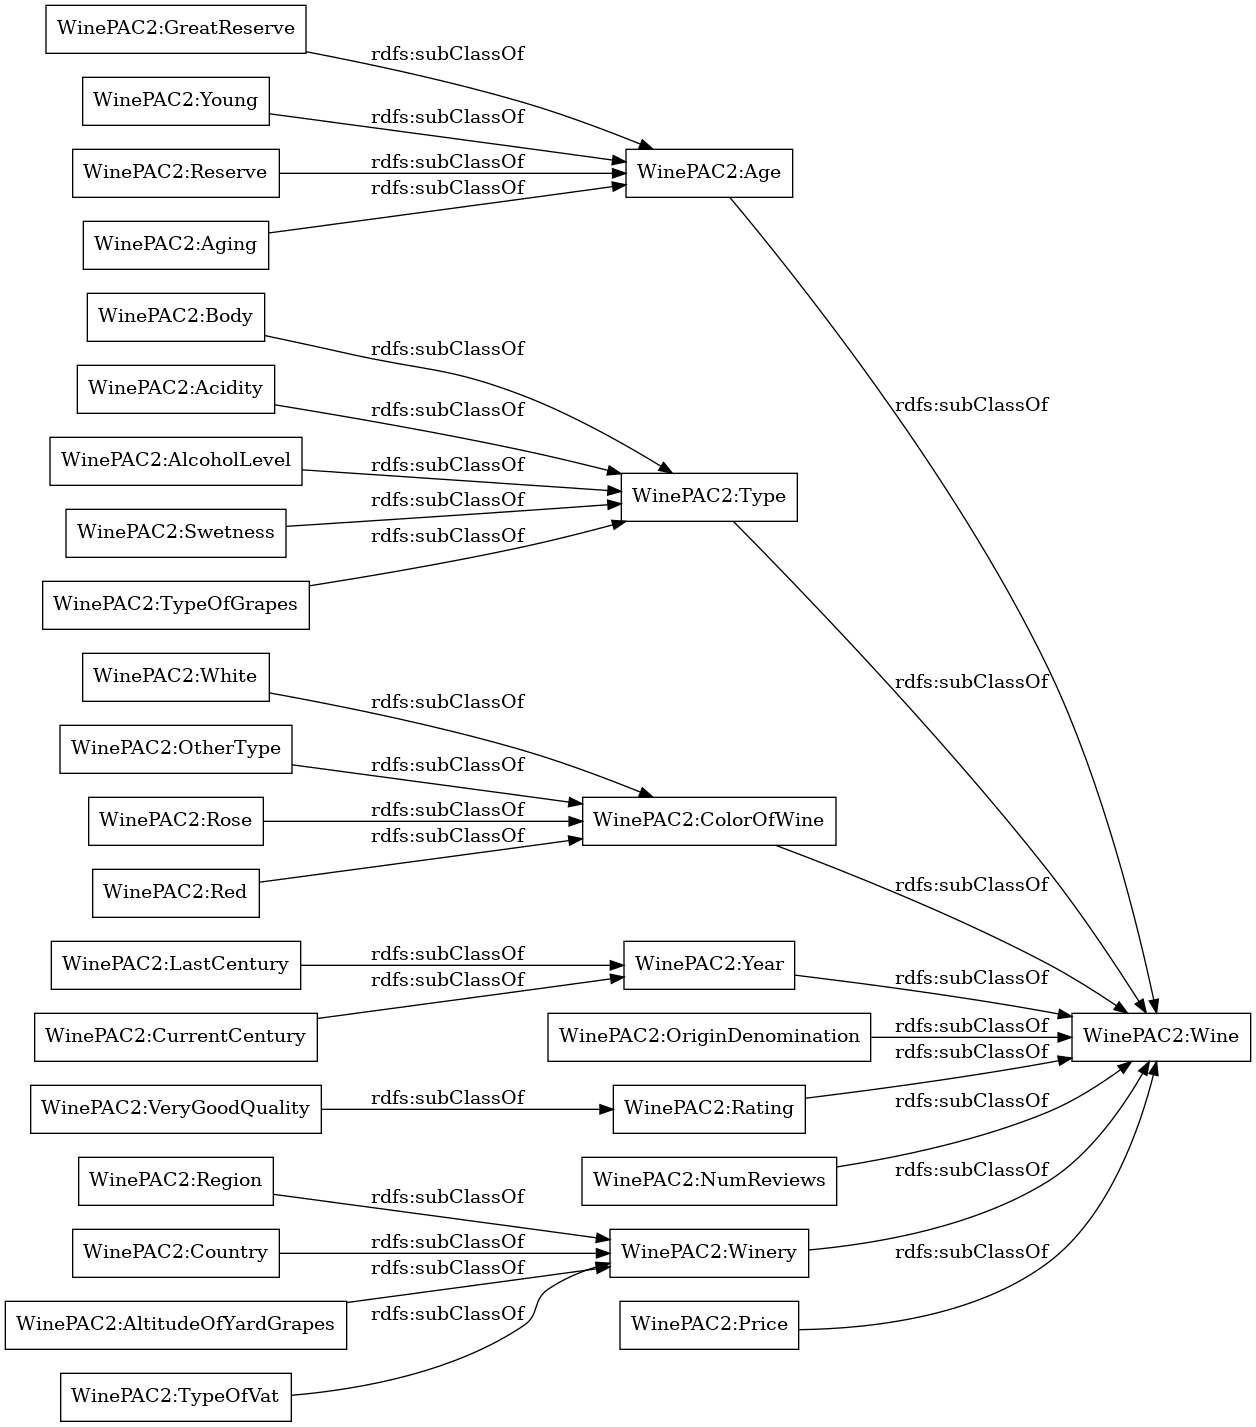 WinePAC2:GreatReserve
rdfs:subClassOf
WinePAC2:Young
rdfs:subClassOf
WinePAC2:Reserve
rdfs:subClassOf
WinePAC2:Age
rdfs:subClassOf
WinePAC2:Aging
WinePAC2:Body
rdfs:subClassOf
WinePAC2:Acidity
rdfs:subClassOf
rdfs:subClassOf
WinePAC2:AlcoholLevel
rdfs:subClassOf
WinePAC2:Type
rdfs:subClassOf
WinePAC2:Swetness
rdfs:subClassOf
WinePAC2:TypeOfGrapes
WinePAC2:White
rdfs:subClassOf
rdfs:subClassOf
WinePAC2:OtherType
rdfs:subClassOf
WinePAC2:Rose
rdfs:subClassOf
WinePAC2:ColorOfWine
rdfs:subClassOf
WinePAC2:Red
rdfs:subClassOf
WinePAC2:LastCentury
rdfs:subClassOf
WinePAC2:Year
rdfs:subClassOf
rdfs:subClassOf
WinePAC2:CurrentCentury
WinePAC2:OriginDenomination
rdfs:subClassOf
WinePAC2:Wine
rdfs:subClassOf
WinePAC2:VeryGoodQuality
rdfs:subClassOf
WinePAC2:Rating
rdfs:subClassOf
WinePAC2:Region
rdfs:subClassOf
WinePAC2:NumReviews
rdfs:subClassOf
WinePAC2:Country
rdfs:subClassOf
WinePAC2:Winery
rdfs:subClassOf
rdfs:subClassOf
WinePAC2:AltitudeOfYardGrapes
rdfs:subClassOf
WinePAC2:Price
WinePAC2:TypeOfVat